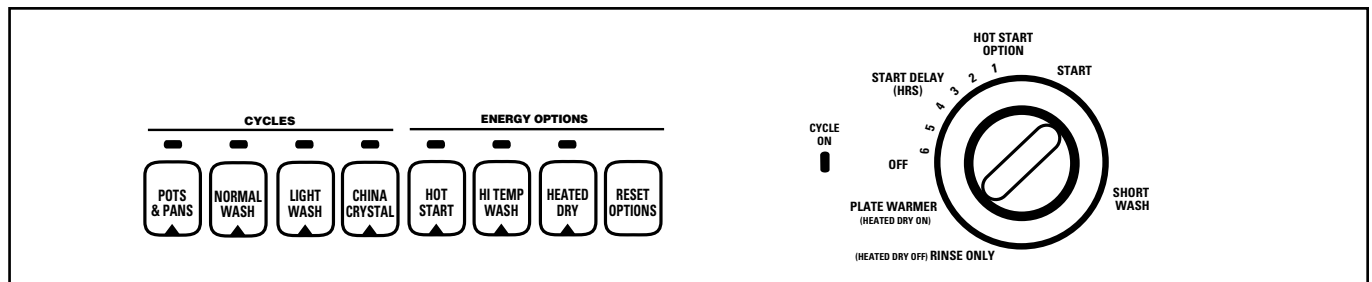 CYCLES
ENERGY OPTIONS
POTS
& PANS
NORMAL
WASH
LIGHT
WASH
CHINA
CRYSTAL
HOT
START
HI TEMP
WASH
HEATED
DRY
RESET
OPTIONS
CYCLE
ON
HOT START
OPTION
START
START DELAY
(HRS)
1
2
3
4
5
6
OFF
SHORT
WASH
PLATE WARMER
(HEATED DRY ON)
(HEATED DRY OFF) RINSE ONLY